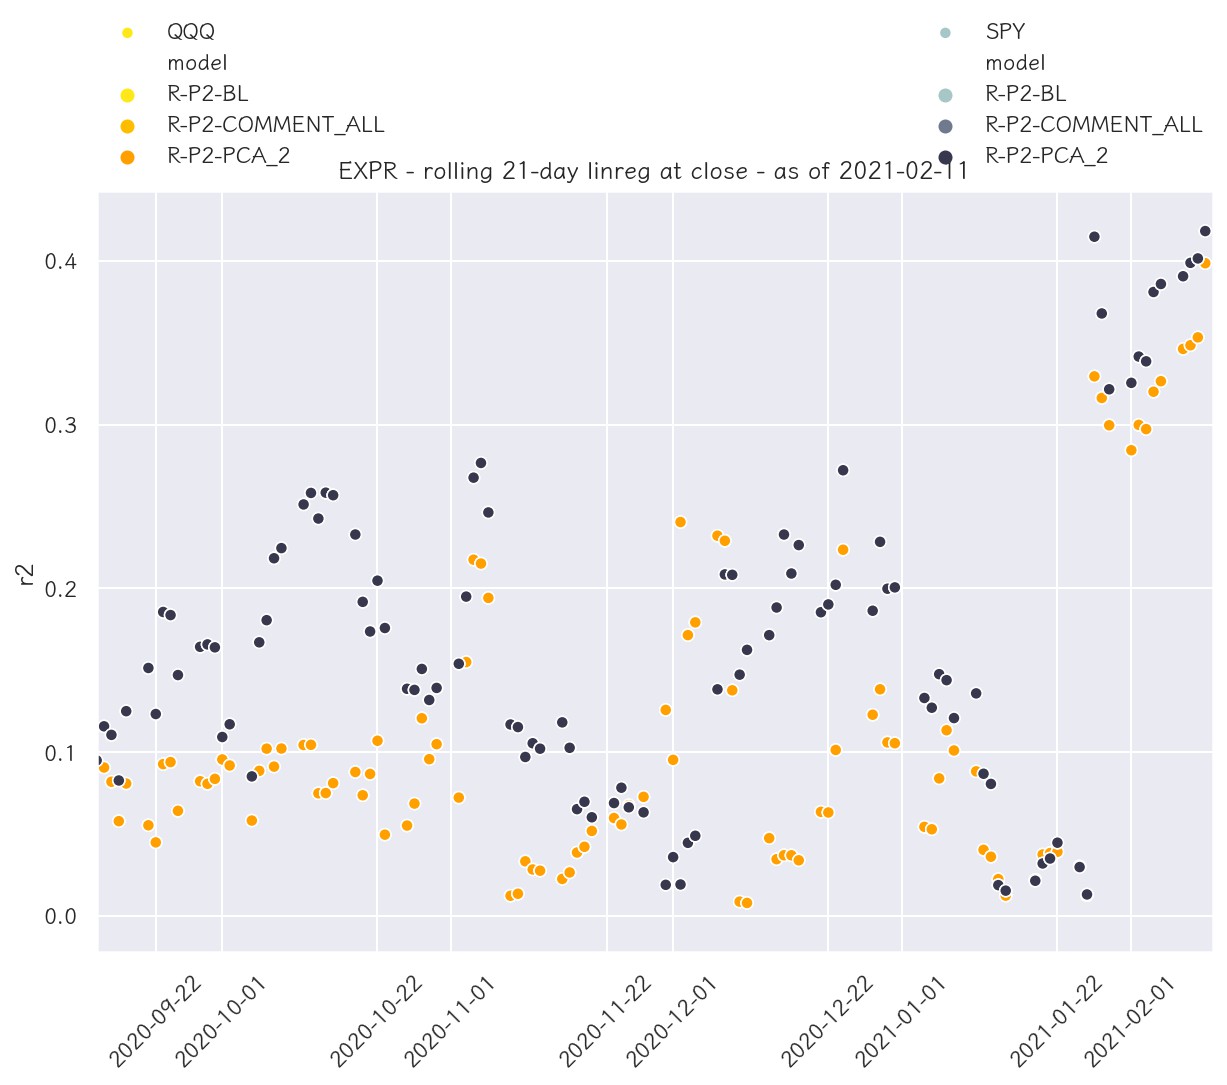 QQQ
model
R-P2-BL
R-P2-COMMENT_ALL
R-P2-PCA_2
SPY
model
R-P2-BL
R-P2-COMMENT_ALL
R-P2-PCA_2
EXPR - rolling 21-day linreg at close - as of 2021-02-11
r2
0.4
0.3
0.2
0.1
0.0
2020-09-22
2020-10-01
2020-10-22
2020-11-01
2020-11-22
2020-12-01
2020-12-22
2021-01-01
2021-01-22
2021-02-01